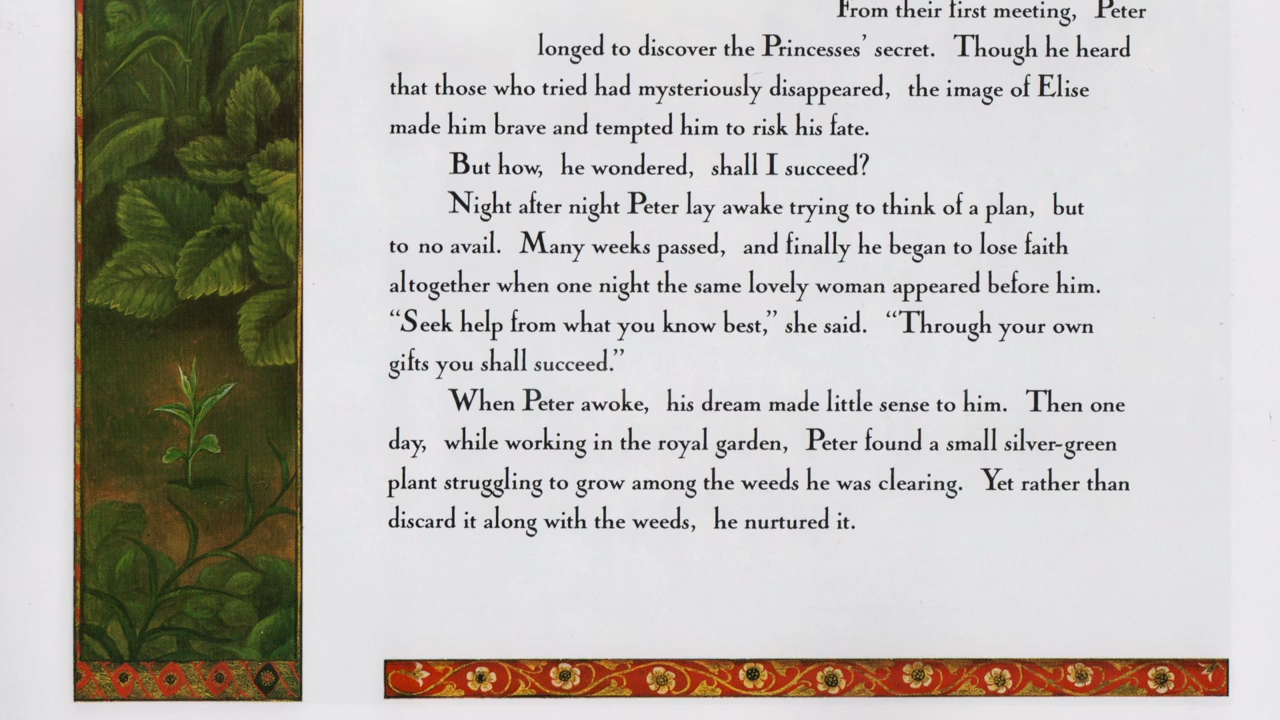 From their first meeting, Peter
longed to discover the Princesses' secret. Though he heard
that those who tried had mysteriously disappeared, the image of Elise
made him brave and tempted him to risk his fate.
But how, he wondered, shall I succeed?
Night after night Peter lay awake trying to think of a plan, but
to no avail. Many weeks passed, and finally he began to lose faith
altogether when one night the same lovely woman appeared before him.
“Seek help from what you know best,” she said. “Through your own
gifts you shall succeed.”
When Peter awoke, his dream made little sense to him. Then one
day, while working in the royal garden, Peter found a small silver-green
plant struggling to grow among the weeds he was clearing. Yet rather than
discard it along with the weeds, he nurtured it.